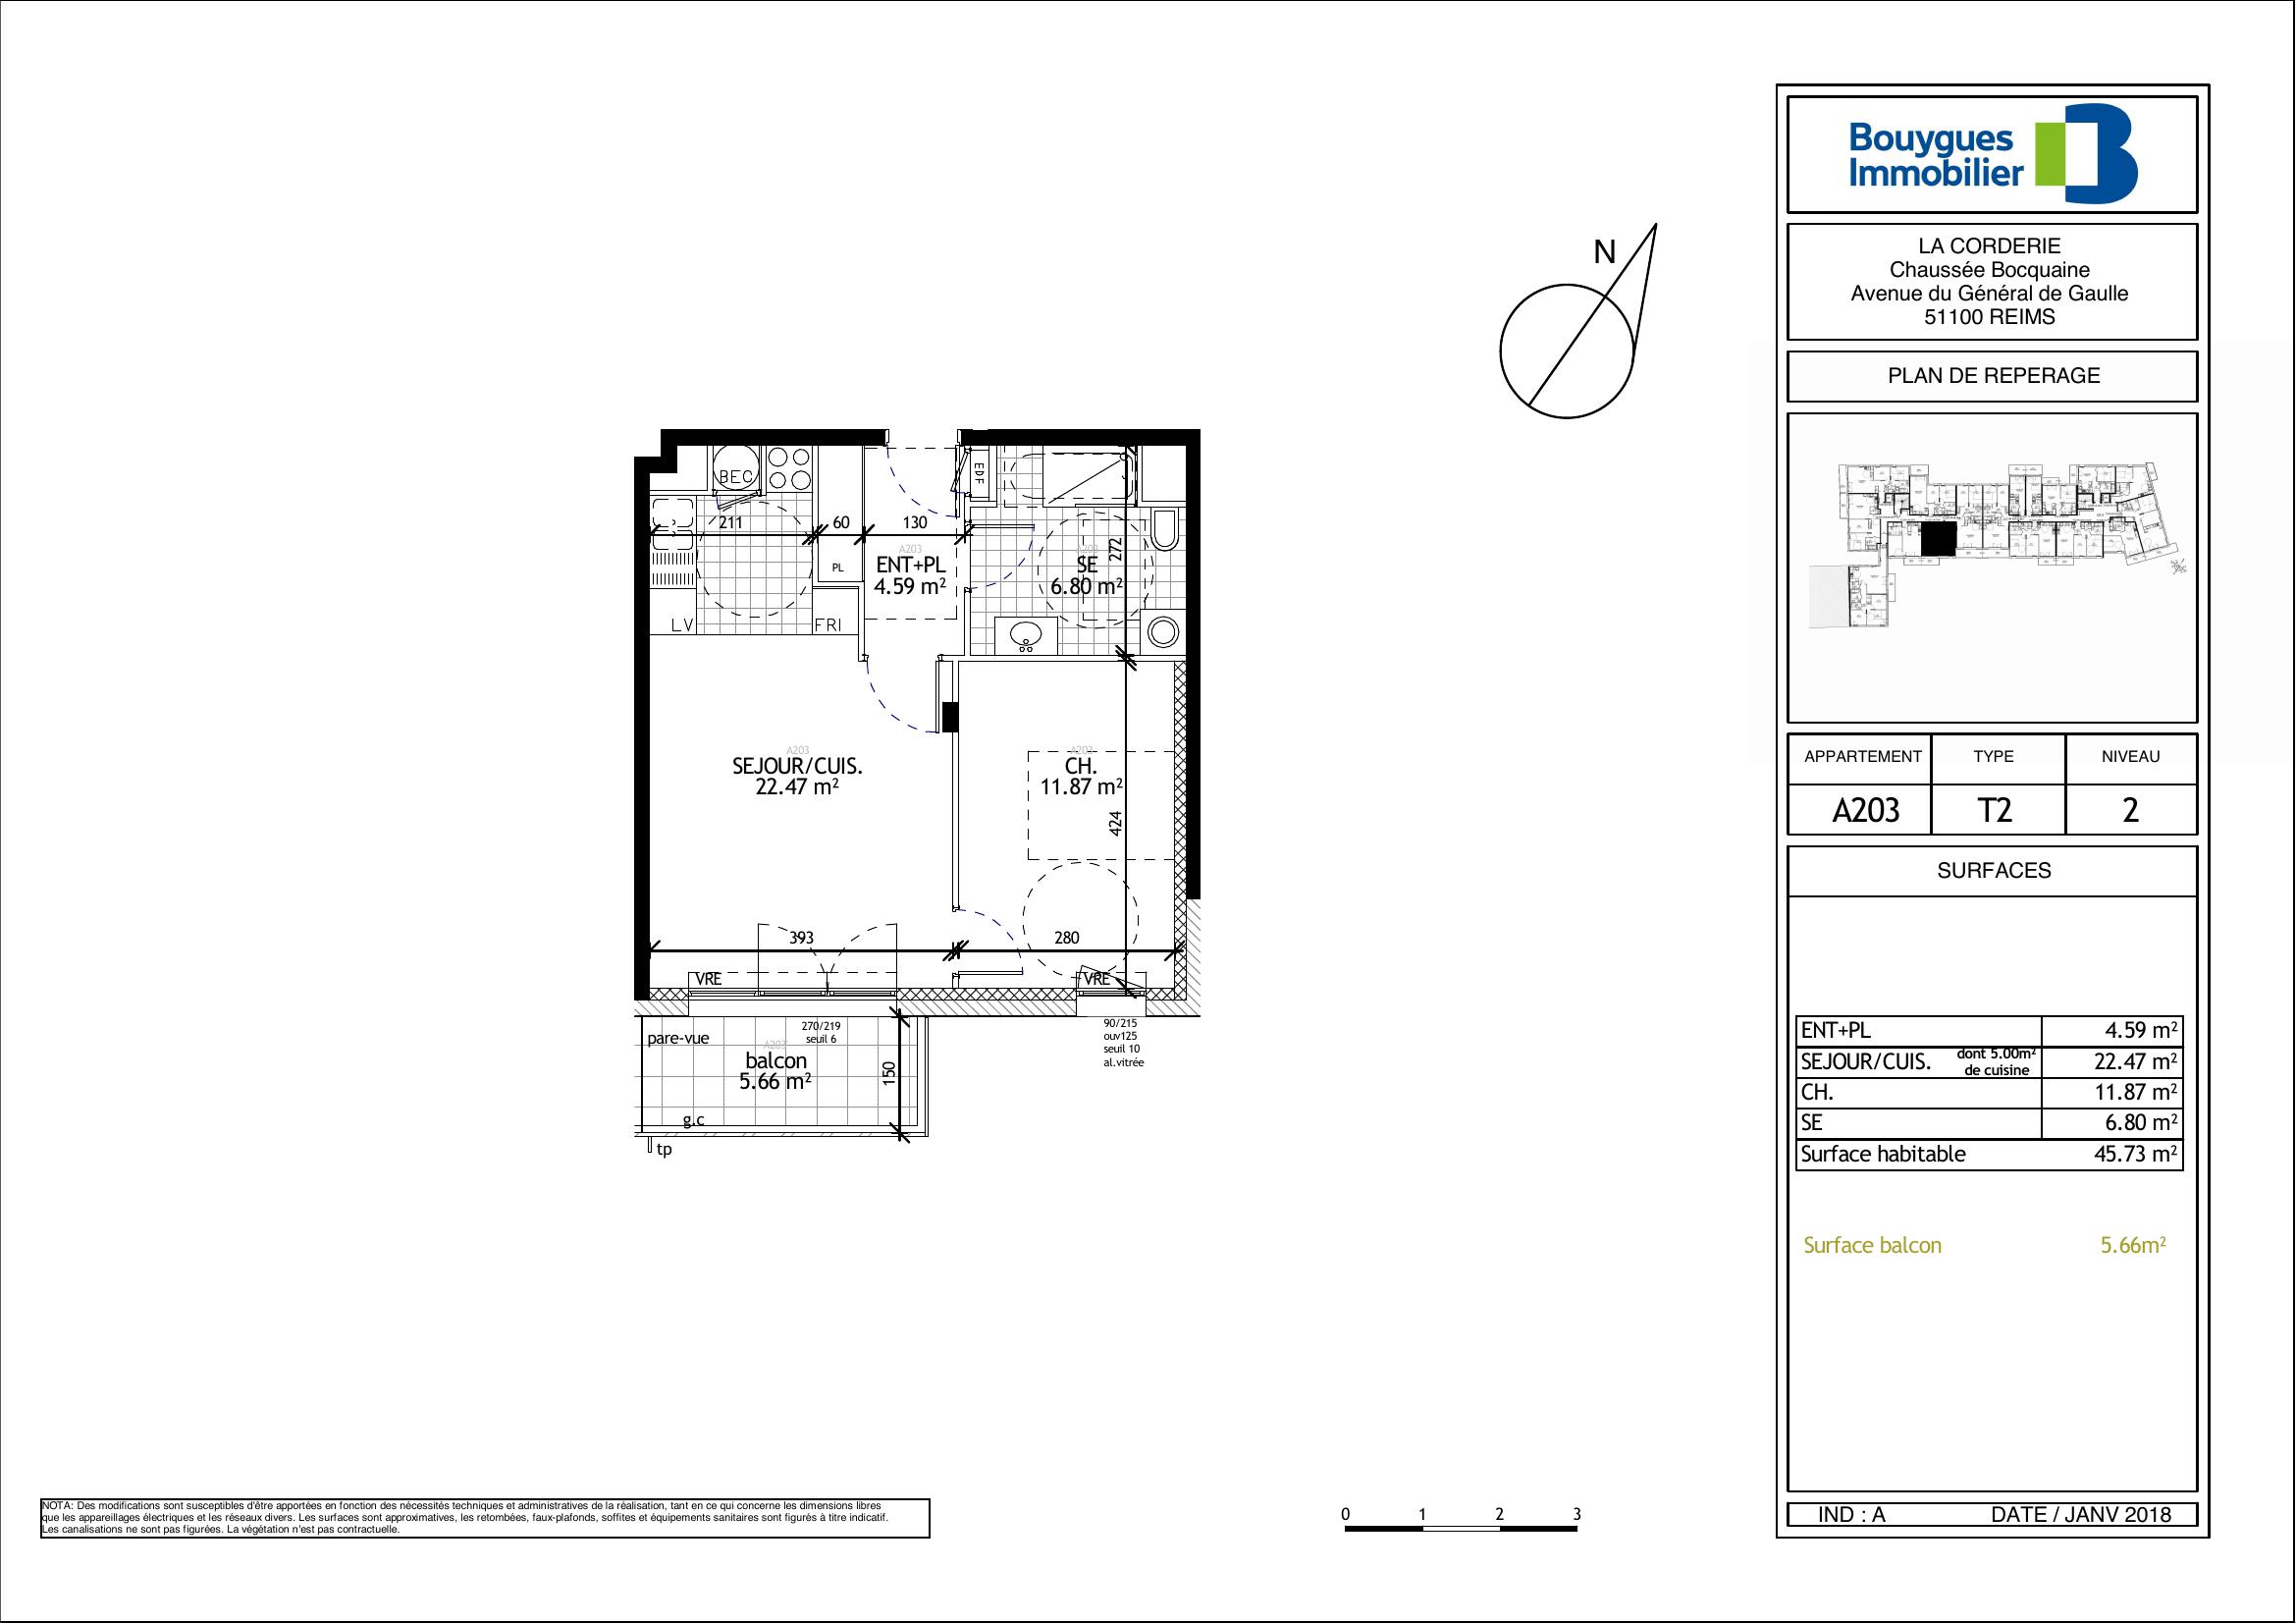 Bouygues
Immobilier
LA CORDERIE
Chaussée Bocquaine
Avenue du Général de Gaulle
51100 REIMS
PLAN DE REPERAGE
N
BEC
EDF
211
60
130
272
PL
A203
ENT+PL
4.59 m²
A203
SE
6.80 m²
LV
FRI
A203
SEJOUR/CUIS.
22.47 m²
A203
CH.
11.87 m²
424
393
280
VRE
VRE
pare-vue
270/219
seuil 6
A203
balcon
5.66 m²
150
g.c
tp
90/215
ouv125
seuil 10
al.vitrée
APPARTEMENT TYPE NIVEAU
A203 T2 2
SURFACES
ENT+PL 4.59 m²
SEJOUR/CUIS. dont 5.00m² de cuisine 22.47 m²
CH. 11.87 m²
SE 6.80 m²
Surface habitable 45.73 m²
Surface balcon 5.66m²
NOTA: Des modifications sont susceptibles d'être apportées en fonction des nécessités techniques et administratives de la réalisation, tant en ce qui concerne les dimensions libres
que les appareillages électriques et les réseaux divers. Les surfaces sont approximatives, les retombées, faux-plafonds, soffites et équipements sanitaires sont figurés à titre indicatif.
Les canalisations ne sont pas figurées. La végétation n'est pas contractuelle.
0 1 2 3
IND : A DATE / JANV 2018